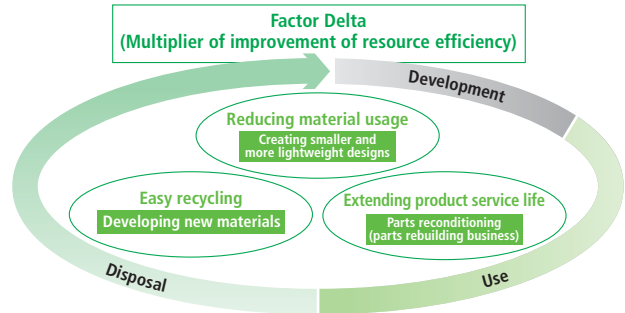 Factor Delta
(Multiplier of improvement of resource efficiency)
Development
Reducing material usage
Creating smaller and
more lightweight designs
Easy recycling
Developing new materials
Extending product service life
Parts reconditioning
(parts rebuilding business)
Disposal
Use